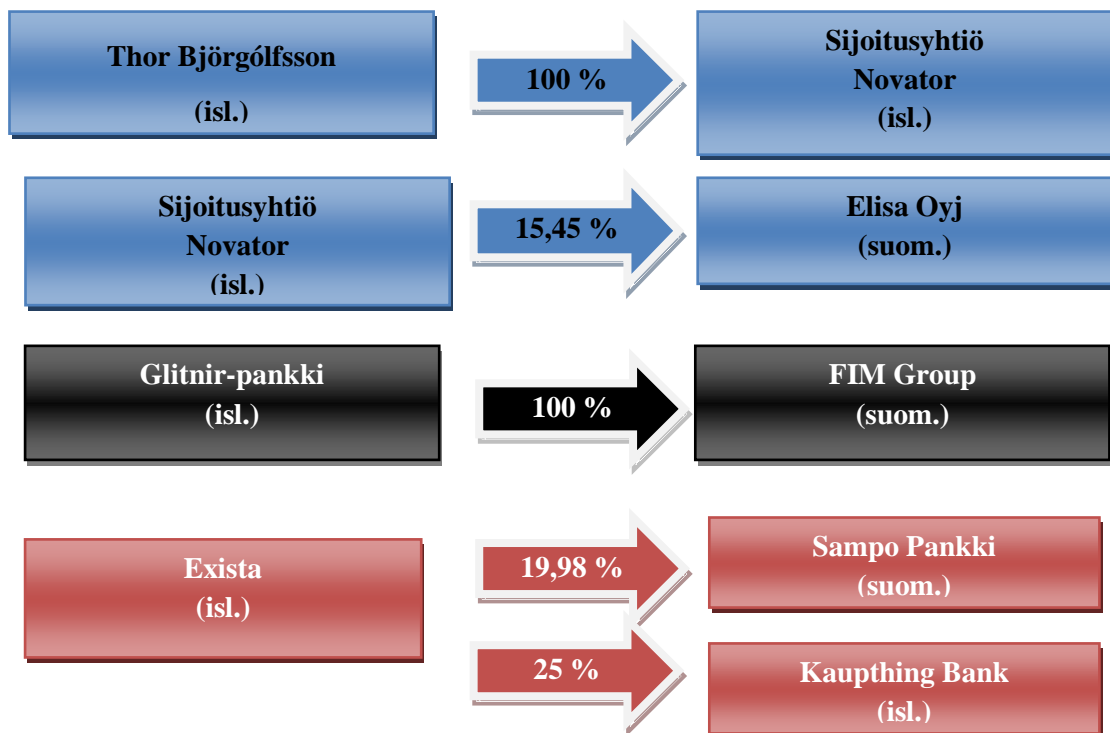 Thor Björgólfsson
(isl.)
100 %
Sijoitusyhtiö
Novator
(isl.)
Sijoitusyhtiö
Novator
(isl.)
15,45 %
Elisa Oyj
(suom.)
Glitnir-pankki
(isl.)
100 %
FIM Group
(suom.)
Exista
(isl.)
19,98 %
Sampo Pankki
(suom.)
25 %
Kaupthing Bank
(isl.)